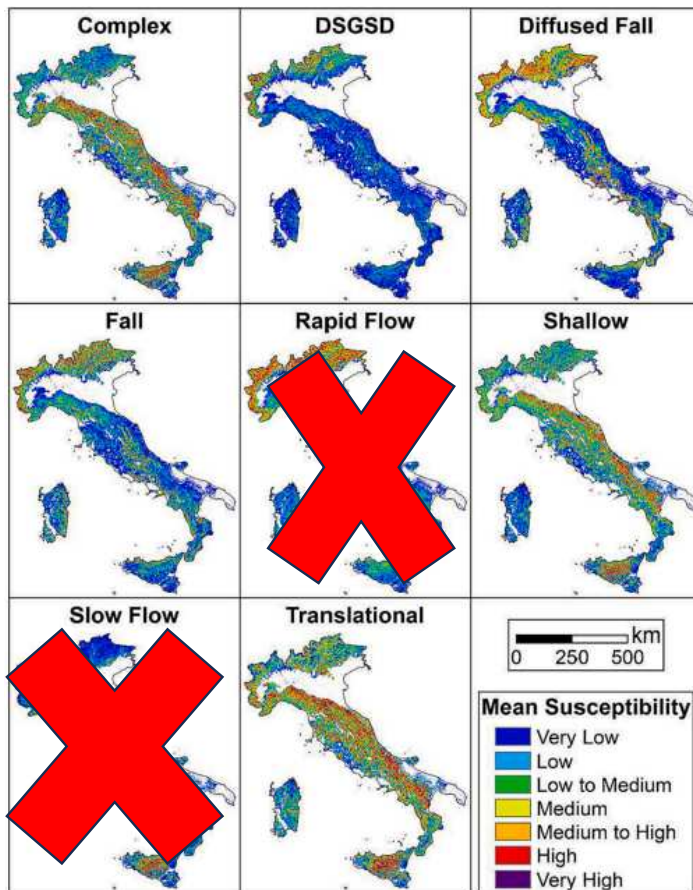 Complex
DSGSD
Diffused Fall
Fall
Rapid Flow
Shallow
Slow Flow
Translational
km
0 250 500
Mean Susceptibility
Very Low
Low
Low to Medium
Medium
Medium to High
High
Very High